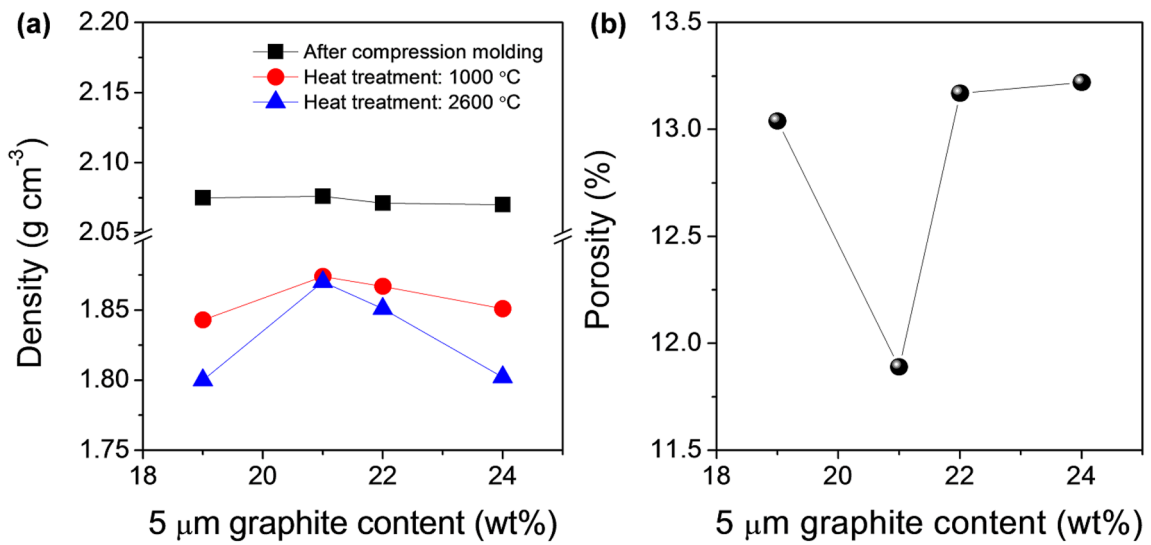 (a)
2.20
2.15
2.10
2.05
1.85
1.80
1.75
Density (g cm⁻³)
After compression molding
Heat treatment: 1000 °C
Heat treatment: 2600 °C
18
20
22
24
5 μm graphite content (wt%)
(b)
13.5
13.0
12.5
12.0
11.5
Porosity (%)
18
20
22
24
5 μm graphite content (wt%)